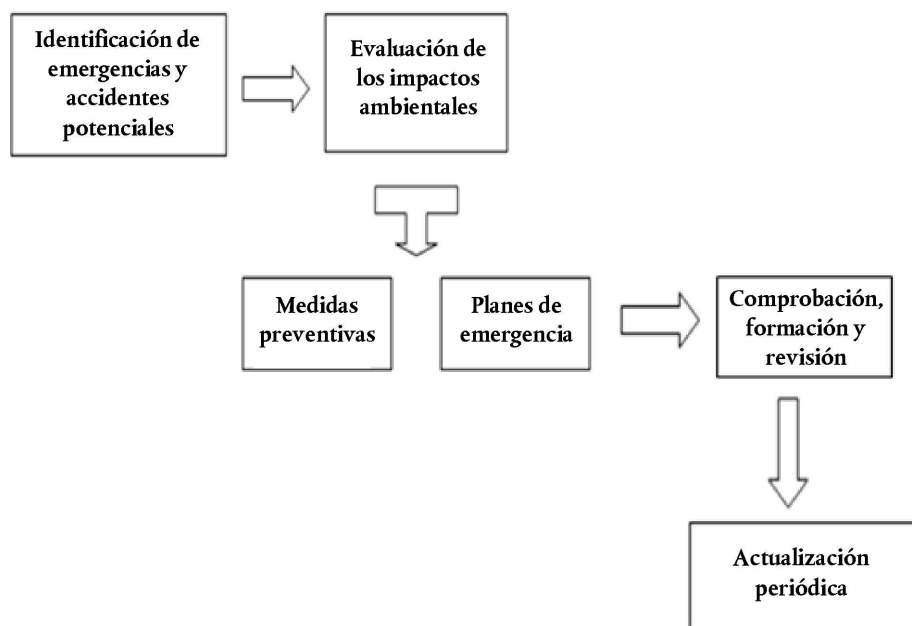 Identificación de
emergencias y
accidentes
potenciales
Evaluación de
los impactos
ambientales
Medidas
preventivas
Planes de
emergencia
Comprobación,
formación y
revisión
Actualización
periódica